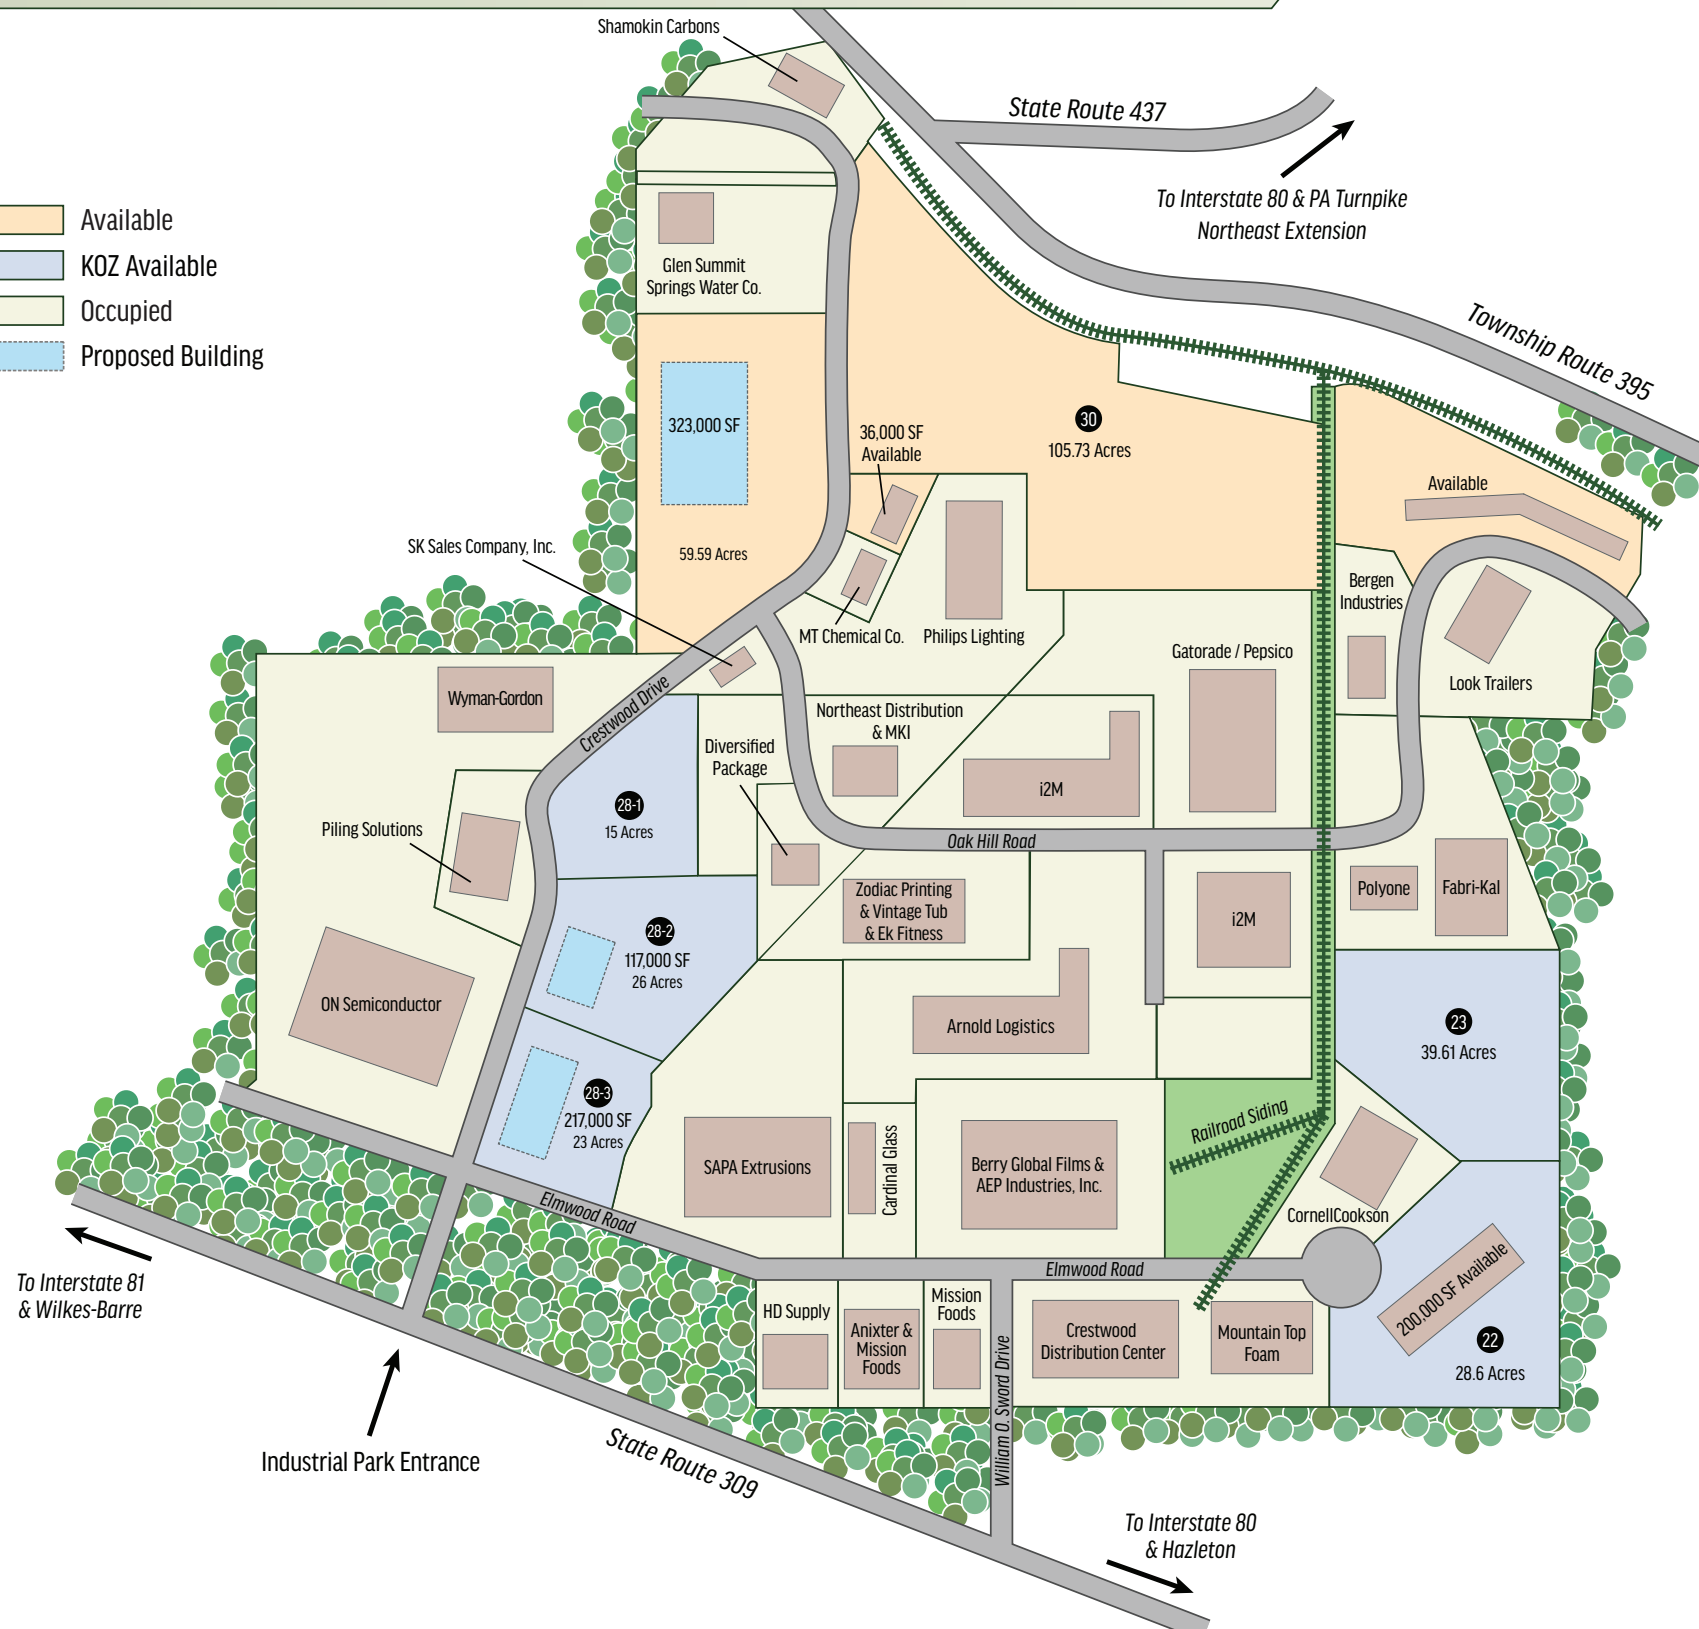 Shamokin Carbons
State Route 437
To Interstate 80 & PA Turnpike
Northeast Extension
Available
KOZ Available
Occupied
Proposed Building
Glen Summit
Springs Water Co.
Township Route 395
323,000 SF
59.59 Acres
36,000 SF
Available
30
105.73 Acres
Available
SK Sales Company, Inc.
MT Chemical Co.
Philips Lighting
Bergen
Industries
Look Trailers
Gatorade / Pepsico
Wyman-Gordon
Crestwood Drive
Northeast Distribution
& MKI
Diversified
Package
i2M
28-1
15 Acres
Piling Solutions
Oak Hill Road
Zodiac Printing
& Vintage Tub
& Ek Fitness
i2M
Polyone
Fabri-Kal
28-2
117,000 SF
26 Acres
ON Semiconductor
Arnold Logistics
23
39.61 Acres
28-3
217,000 SF
23 Acres
Railroad Siding
SAPA Extrusions
Cardinal Glass
Berry Global Films &
AEP Industries, Inc.
CornellCookson
Elmwood Road
Elmwood Road
200,000 SF Available
22
28.6 Acres
To Interstate 81
& Wilkes-Barre
HD Supply
Anixter &
Mission
Foods
Mission
Foods
William O. Sword Drive
Crestwood
Distribution Center
Mountain Top
Foam
Industrial Park Entrance
State Route 309
To Interstate 80
& Hazleton